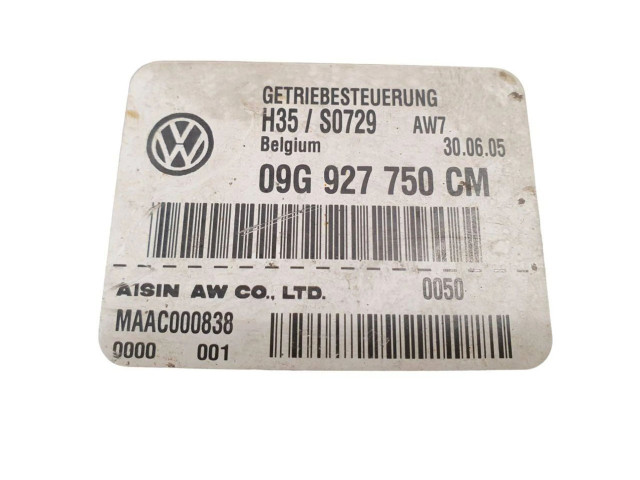 GETRIEBESTEUERUNG
H35 / S0729 AW7
Belgium 30.06.05
09G 927 750 CM
AISIN AW CO., LTD. 0050
MAAC000838
0000 001